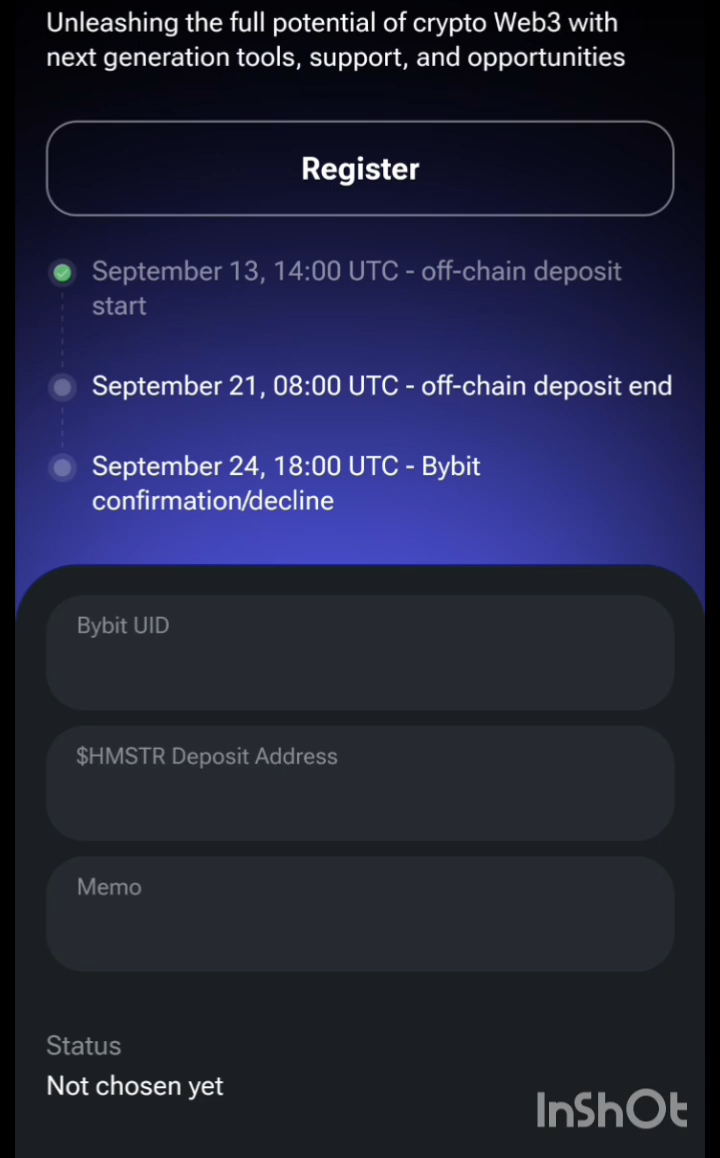 Unleashing the full potential of crypto Web3 with
next generation tools, support, and opportunities
Register
September 13, 14:00 UTC - off-chain deposit
start
September 21, 08:00 UTC - off-chain deposit end
September 24, 18:00 UTC - Bybit
confirmation/decline
Bybit UID
$HMSTR Deposit Address
Memo
Status
Not chosen yet
InShOt